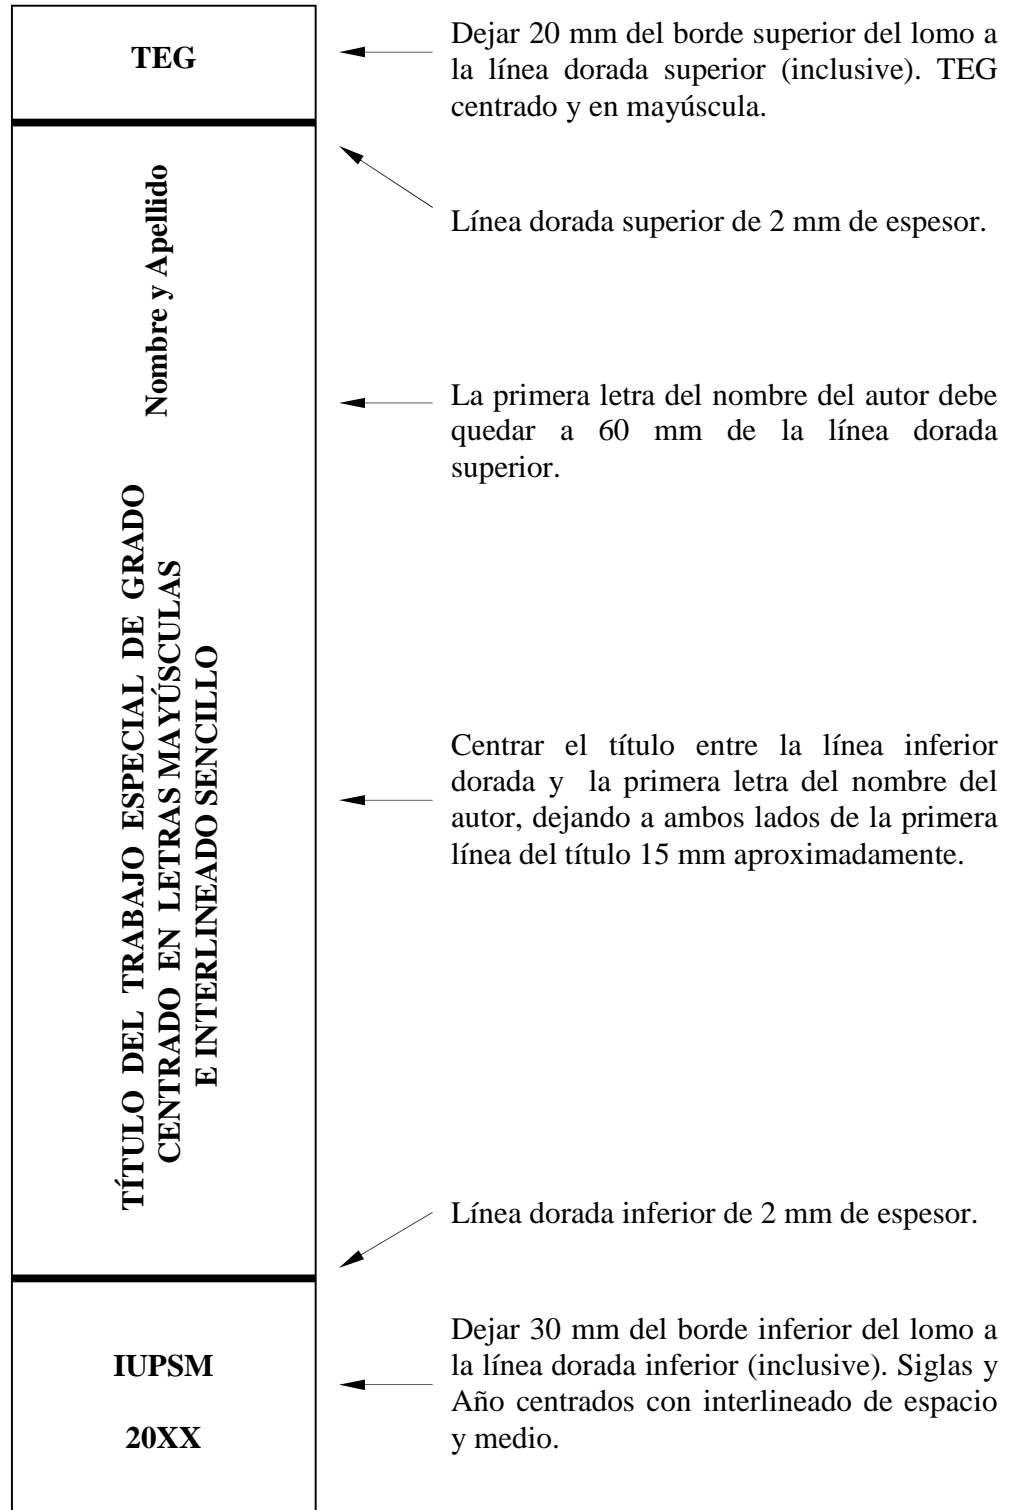 TEG
Dejar 20 mm del borde superior del lomo a
la línea dorada superior (inclusive). TEG
centrado y en mayúscula.
Línea dorada superior de 2 mm de espesor.
Nombre y Apellido
La primera letra del nombre del autor debe
quedar a 60 mm de la línea dorada
superior.
TÍTULO DEL TRABAJO ESPECIAL DE GRADO
CENTRADO EN LETRAS MAYÚSCULAS
E INTERLINEADO SENCILLO
Centrar el título entre la línea inferior
dorada y la primera letra del nombre del
autor, dejando a ambos lados de la primera
línea del título 15 mm aproximadamente.
Línea dorada inferior de 2 mm de espesor.
IUPSM
20XX
Dejar 30 mm del borde inferior del lomo a
la línea dorada inferior (inclusive). Siglas y
Año centrados con interlineado de espacio
y medio.